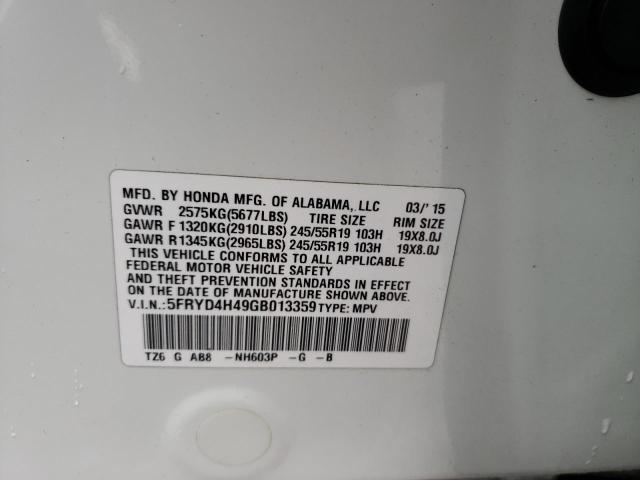 MFD. BY HONDA MFG. OF ALABAMA, LLC 03/'15
GVWR 2575KG(5677LBS) TIRE SIZE RIM SIZE
GAWR F 1320KG(2910LBS) 245/55R19 103H 19X8.0J
GAWR R 1345KG(2965LBS) 245/55R19 103H 19X8.0J
THIS VEHICLE CONFORMS TO ALL APPLICABLE
FEDERAL MOTOR VEHICLE SAFETY
AND THEFT PREVENTION STANDARDS IN EFFECT
ON THE DATE OF MANUFACTURE SHOWN ABOVE.
V.I.N.:5FRYD4H49GB013359 TYPE: MPV
TZ6 G AB8 -NH603P -G -B